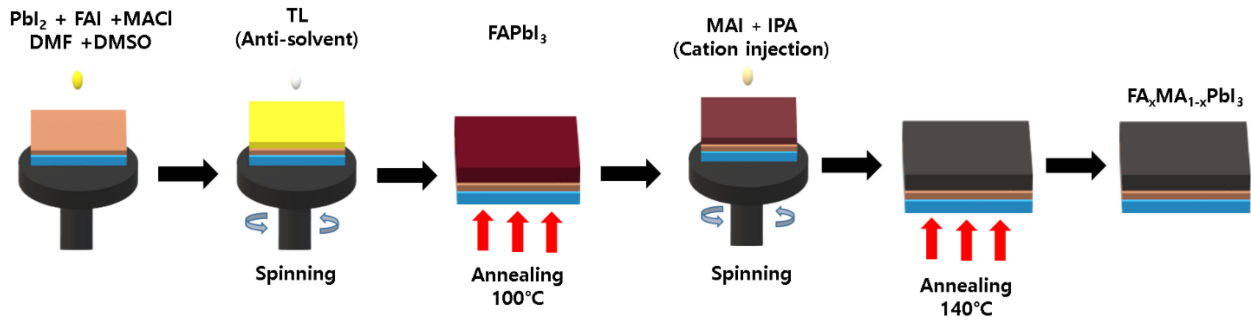 PbI₂ + FAI +MACl
DMF +DMSO
TL
(Anti-solvent)
Spinning
FAPbI₃
Annealing
100°C
MAI + IPA
(Cation injection)
Spinning
Annealing
140°C
FAₓMA₁₋ₓPbI₃